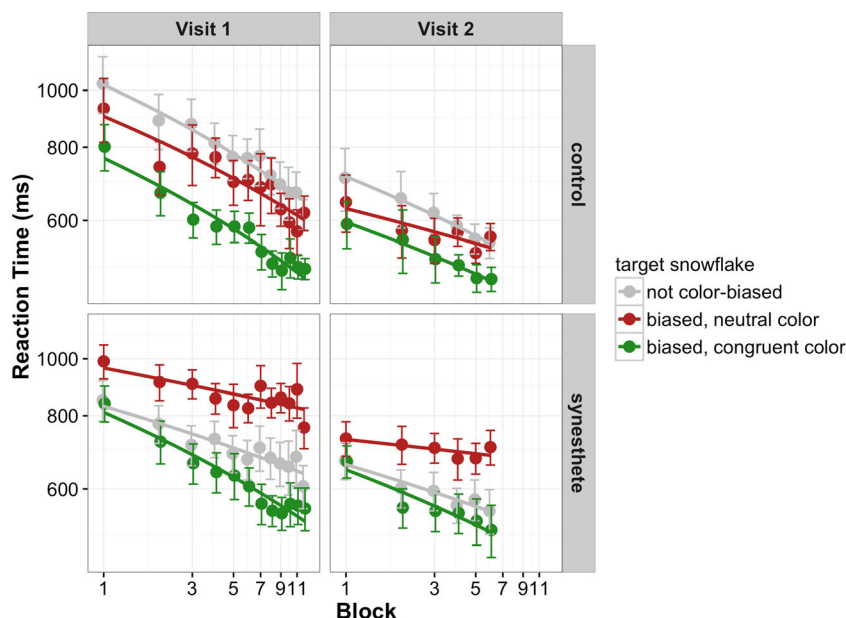 Visit 1
Visit 2
1000
800
600
control
1000
800
600
synesthete
Reaction Time (ms)
1 3 5 7 9 11
1 3 5 7 9 11
Block
target snowflake
not color-biased
biased, neutral color
biased, congruent color